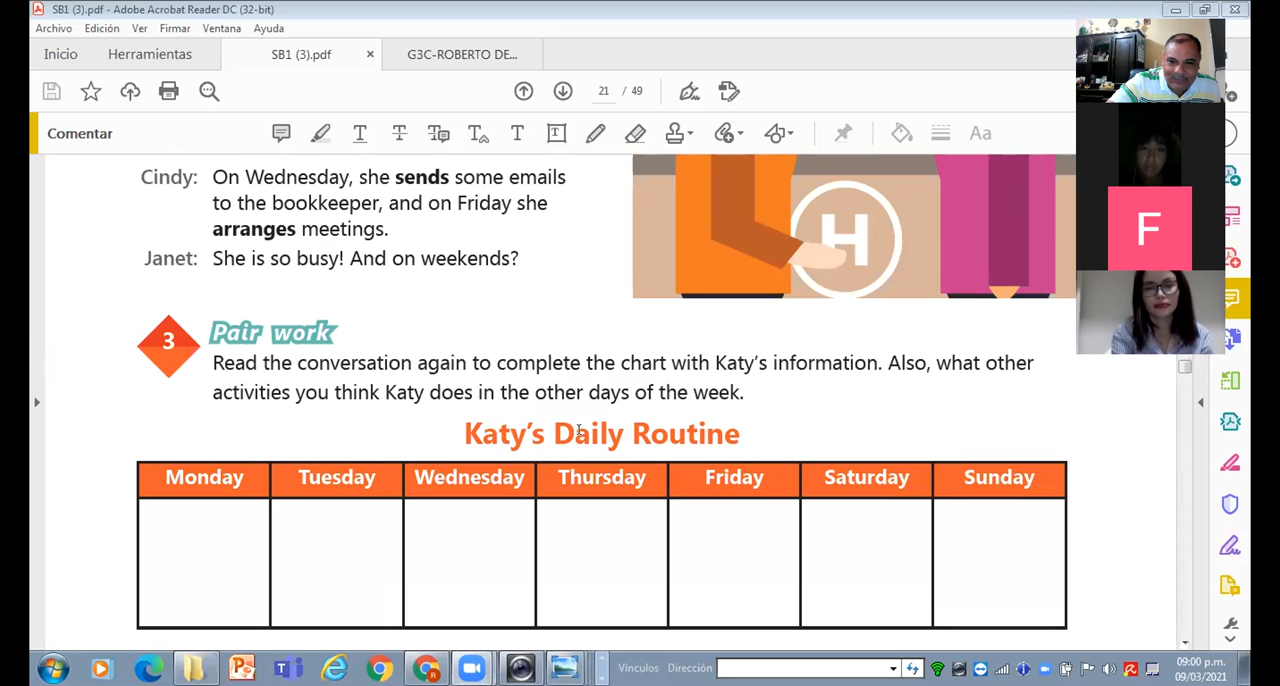 SB1 (3).pdf - Adobe Acrobat Reader DC (32-bit)
Archivo Edición Ver Firmar Ventana Ayuda
Inicio Herramientas SB1 (3).pdf × G3C-ROBERTO DE...
21 / 49
Comentar
Aa
Cindy: On Wednesday, she sends some emails
to the bookkeeper, and on Friday she
arranges meetings.
Janet: She is so busy! And on weekends?
H
F
3 Pair work
Read the conversation again to complete the chart with Katy's information. Also, what other
activities you think Katy does in the other days of the week.
Katy's Daily Routine
Monday Tuesday Wednesday Thursday Friday Saturday Sunday
Vínculos Dirección
09:00 p.m.
09/03/2021